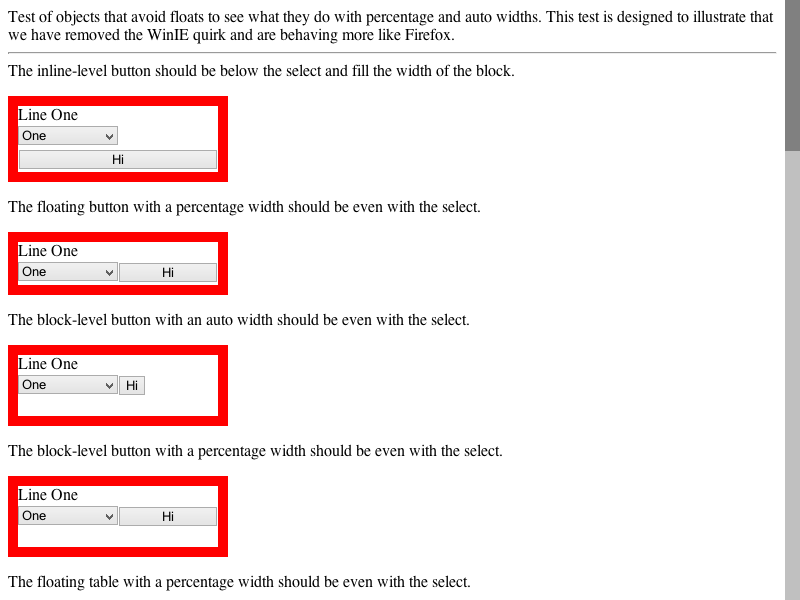 Test of objects that avoid floats to see what they do with percentage and auto widths. This test is designed to illustrate that
we have removed the WinIE quirk and are behaving more like Firefox.
The inline-level button should be below the select and fill the width of the block.
Line One
One
Hi
The floating button with a percentage width should be even with the select.
Line One
One Hi
The block-level button with an auto width should be even with the select.
Line One
One Hi
The block-level button with a percentage width should be even with the select.
Line One
One Hi
The floating table with a percentage width should be even with the select.